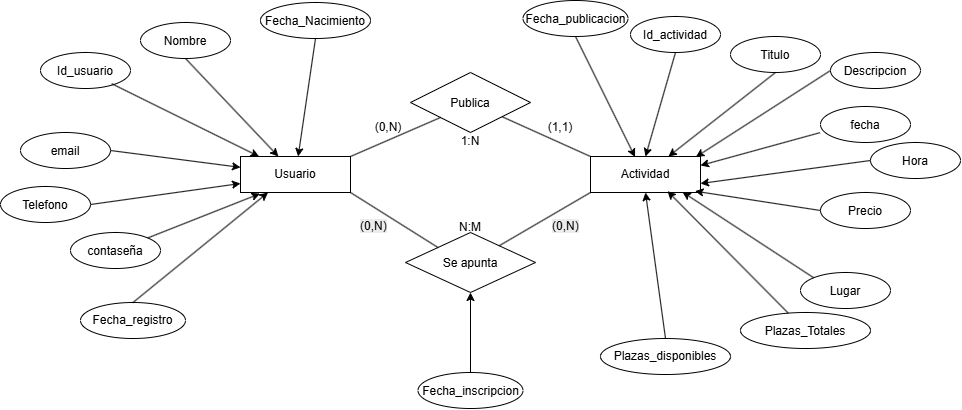 Fecha_Nacimiento
Fecha_publicacion
Id_actividad
Nombre
Titulo
Id_usuario
Descripcion
Publica
(0,N)
(1,1)
1:N
fecha
email
Hora
Usuario
Actividad
Telefono
Precio
(0,N)
N:M
(0,N)
contaseña
Se apunta
Lugar
Fecha_registro
Plazas_Totales
Plazas_disponibles
Fecha_inscripcion